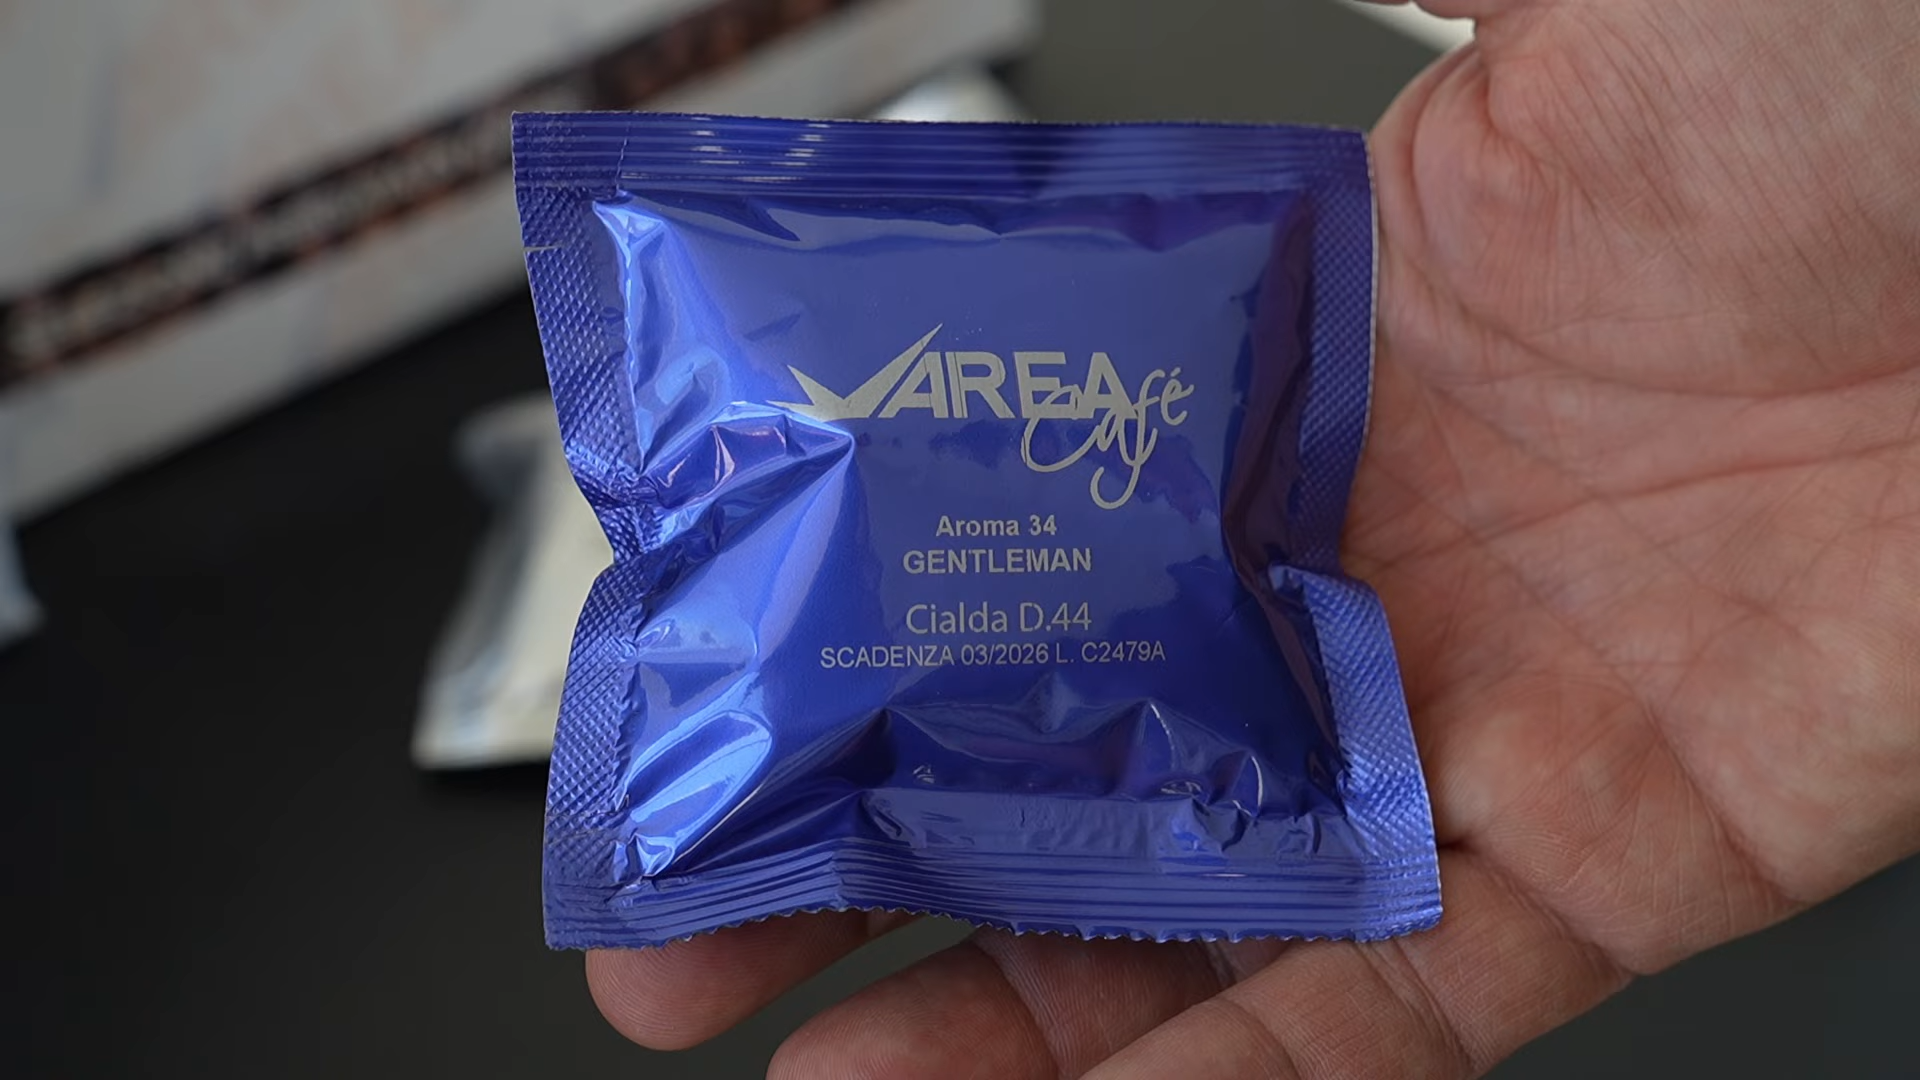 AREA Café
Aroma 34
GENTLEMAN
Cialda D.44
SCADENZA 03/2026 L. C2479A